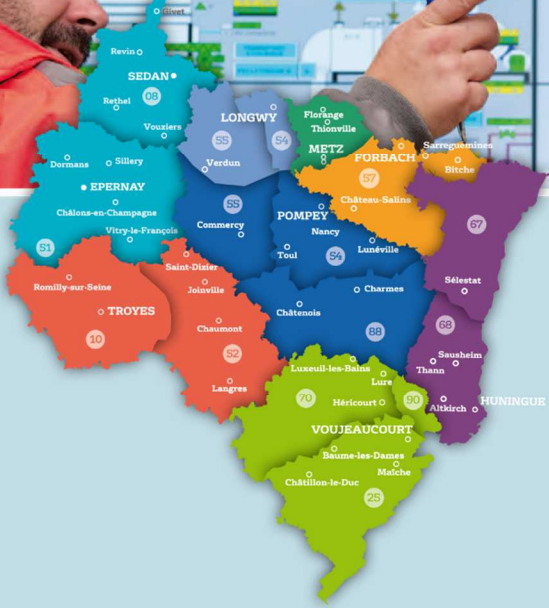 Givet
Revin
SEDAN
08
Rethel
Vouziers
LONGWY
55
54
Verdun
Florange
Thionville
METZ
FORBACH
57
Sarreguemines
Bitche
Château-Salins
Dormans
Sillery
EPERNAY
Châlons-en-Champagne
Vitry-le-François
51
55
Commercy
POMPEY
Nancy
Toul
Lunéville
54
67
Sélestat
Saint-Dizier
Joinville
Romilly-sur-Seine
TROYES
10
Chaumont
52
Langres
Charmes
Châtenois
88
68
Sausheim
Thann
Altkirch
HUNINGUE
Luxeuil-les-Bains
Lure
70
Héricourt
90
VOUJEAUCOURT
Baume-les-Dames
Maîche
Châtillon-le-Duc
25